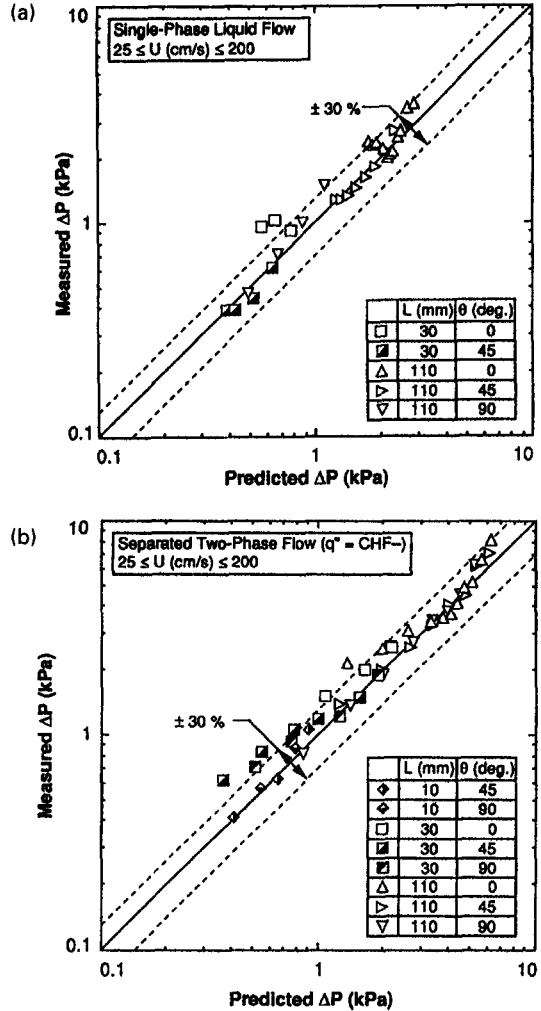 (a)
10
Single-Phase Liquid Flow
25 ≤ U (cm/s) ≤ 200
± 30 %
Measured ΔP (kPa)
1
L (mm) θ (deg.)
30 0
30 45
110 0
110 45
110 90
0.1
0.1 1 10
Predicted ΔP (kPa)
(b)
10
Separated Two-Phase Flow (q" = CHF–)
25 ≤ U (cm/s) ≤ 200
± 30 %
Measured ΔP (kPa)
1
L (mm) θ (deg.)
10 45
10 90
30 0
30 45
30 90
110 0
110 45
110 90
0.1
0.1 1 10
Predicted ΔP (kPa)